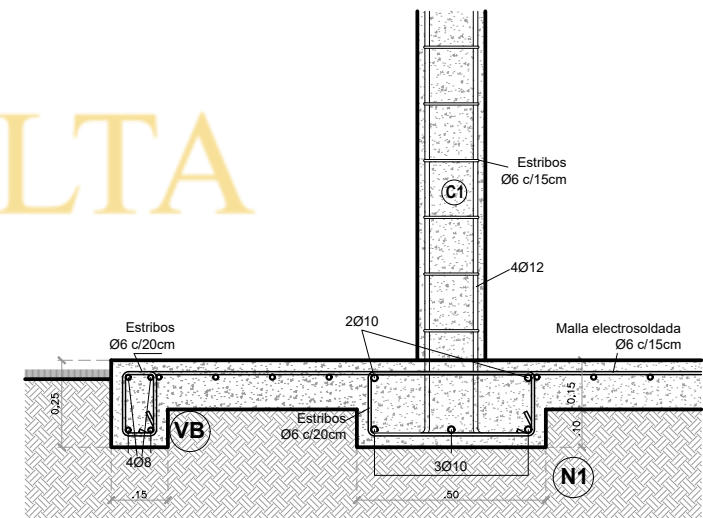 LTA
Estribos
Ø6 c/15cm
C1
4Ø12
2Ø10
Estribos
Ø6 c/20cm
Malla electrosoldada
Ø6 c/15cm
0,25
0,15
.10
Estribos
Ø6 c/20cm
VB
4Ø8
3Ø10
N1
.15
.50